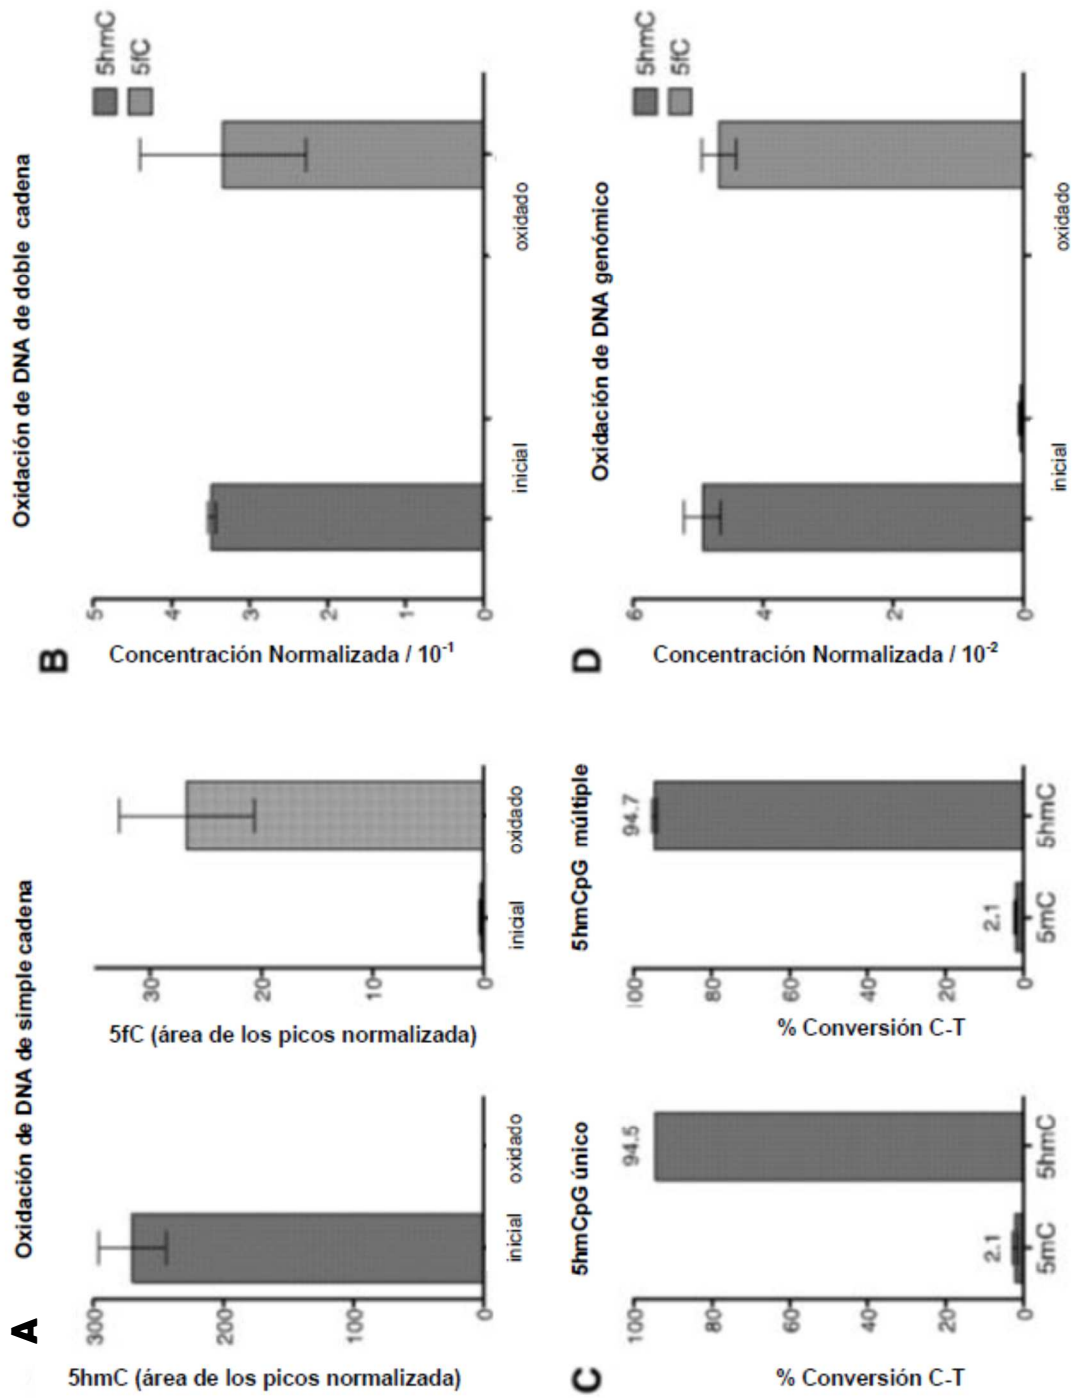 A
Oxidación de DNA de simple cadena
5hmC (área de los picos normalizada)
300
200
100
0
inicial
oxidado
5fC (área de los picos normalizada)
30
20
10
0
inicial
oxidado
B
Oxidación de DNA de doble cadena
Concentración Normalizada / 10⁻¹
5
4
3
2
1
0
inicial
oxidado
5hmC
5fC
C
5hmCpG único
% Conversión C-T
100
80
60
40
20
0
2.1
94.5
5mC
5hmC
5hmCpG múltiple
% Conversión C-T
100
80
60
40
20
0
2.1
94.7
5mC
5hmC
D
Oxidación de DNA genómico
Concentración Normalizada / 10⁻²
6
4
2
0
inicial
oxidado
5hmC
5fC